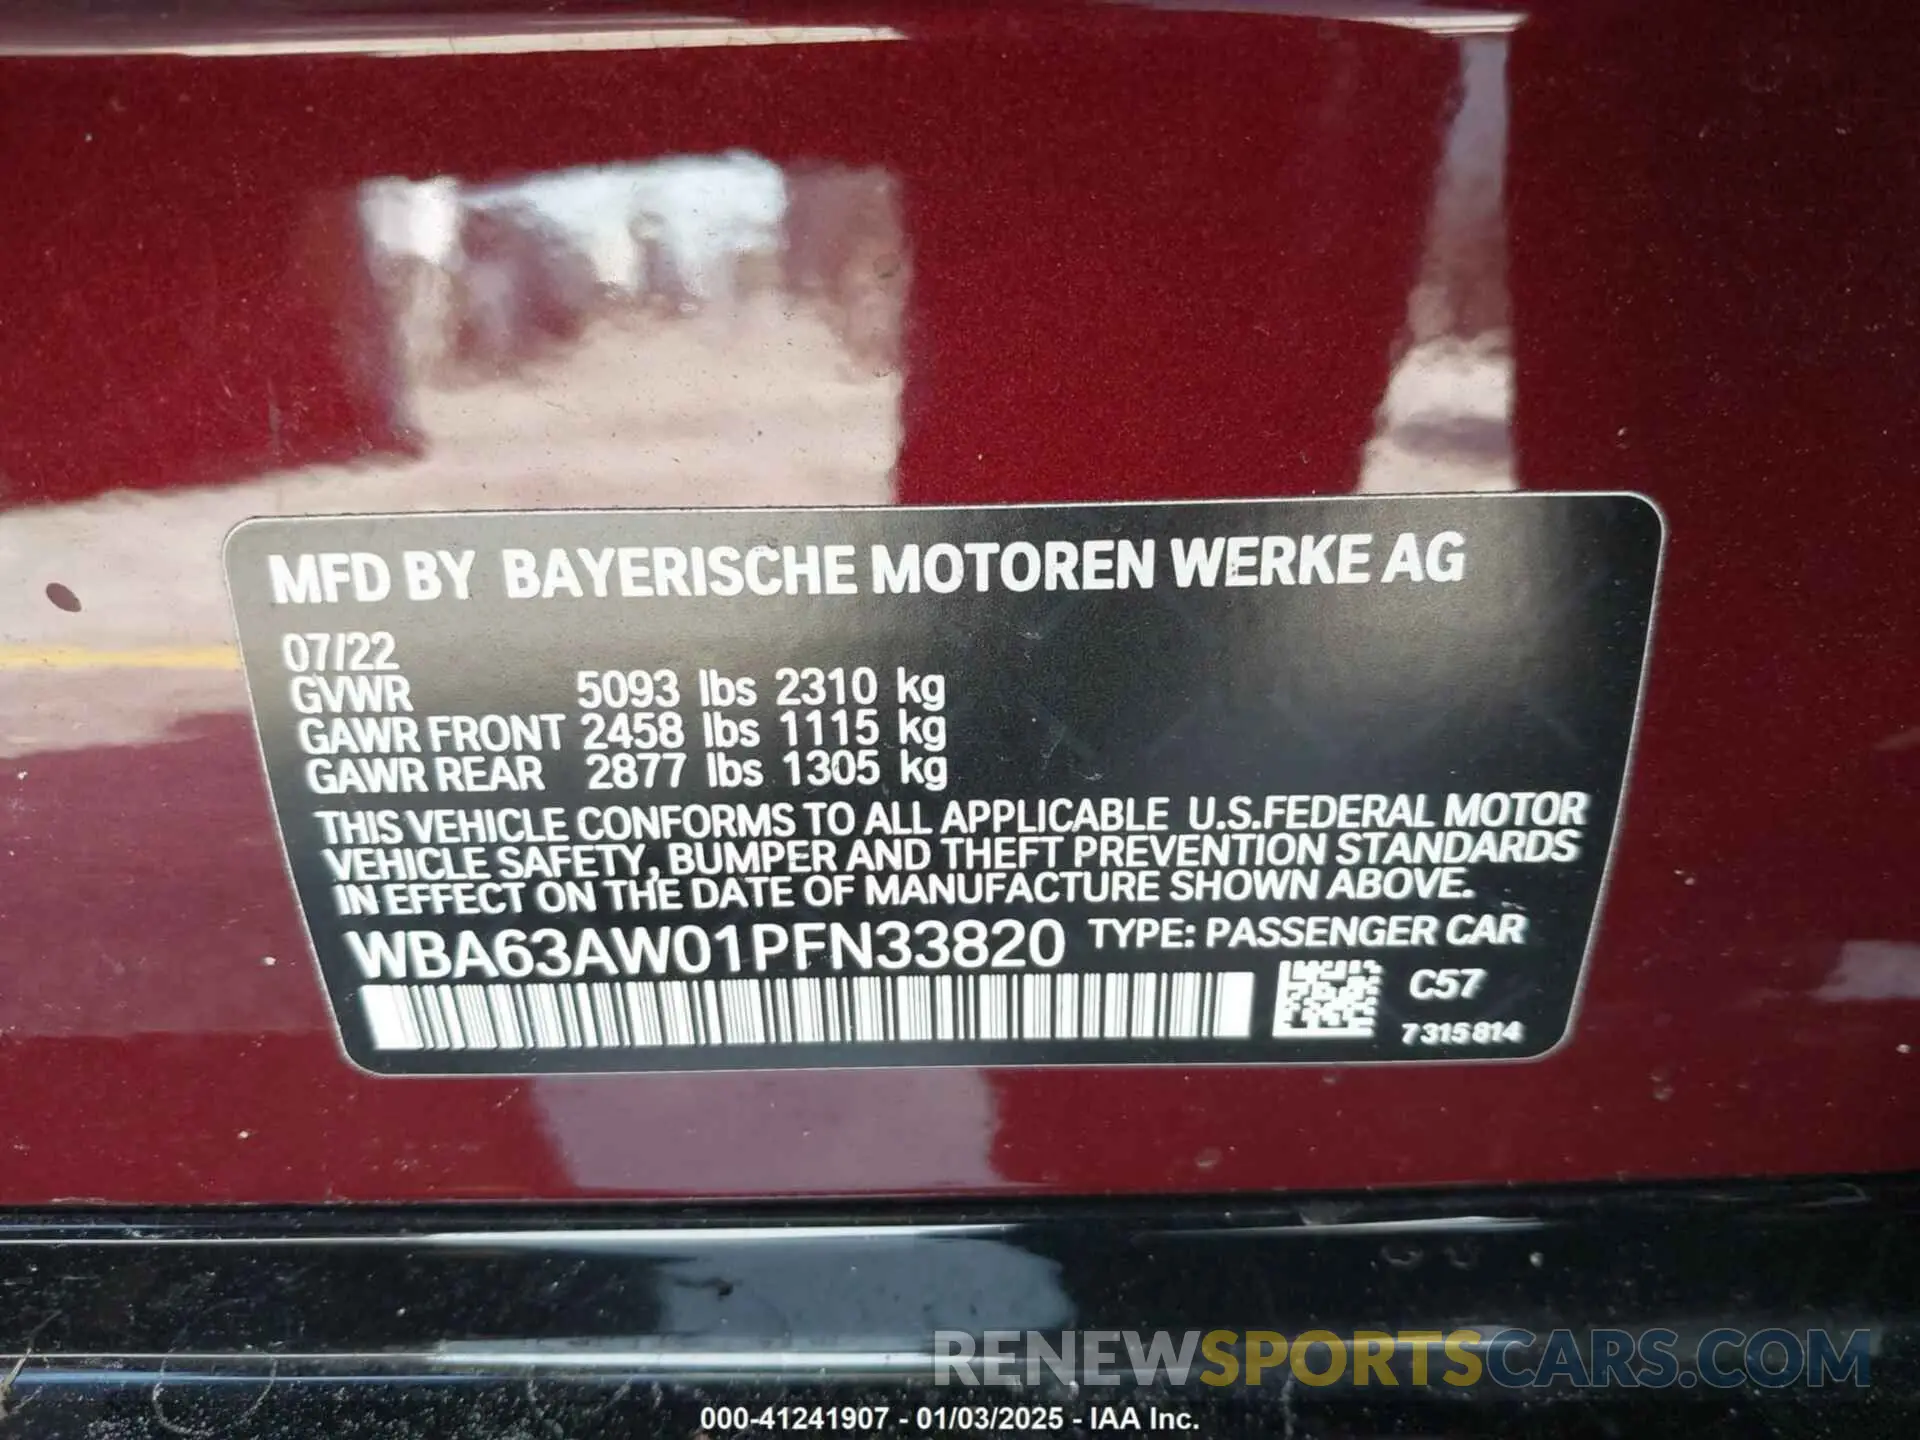 MFD BY BAYERISCHE MOTOREN WERKE AG
07/22
GVWR 5093 lbs 2310 kg
GAWR FRONT 2458 lbs 1115 kg
GAWR REAR 2877 lbs 1305 kg
THIS VEHICLE CONFORMS TO ALL APPLICABLE U.S.FEDERAL MOTOR
VEHICLE SAFETY, BUMPER AND THEFT PREVENTION STANDARDS
IN EFFECT ON THE DATE OF MANUFACTURE SHOWN ABOVE.
WBA63AW01PFN33820 TYPE: PASSENGER CAR
C57
7315814
RENEWSPORTSCARS.COM
000-41241907 - 01/03/2025 - IAA Inc.